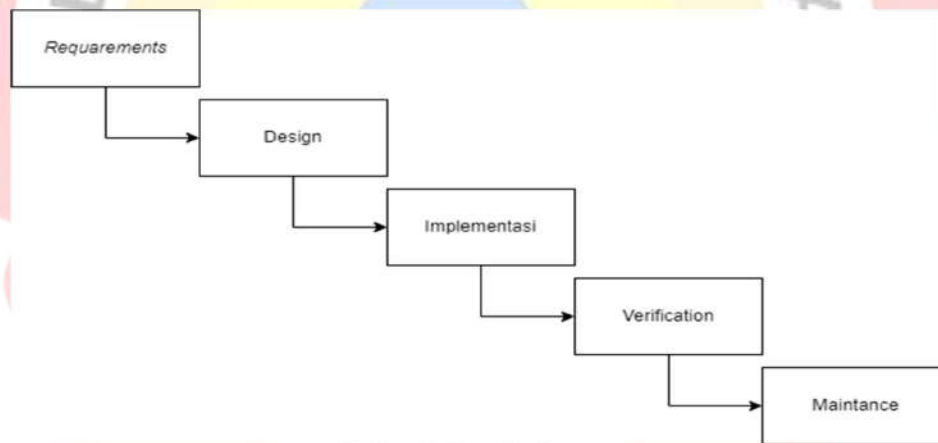 Requarements
Design
Implementasi
Verification
Maintance